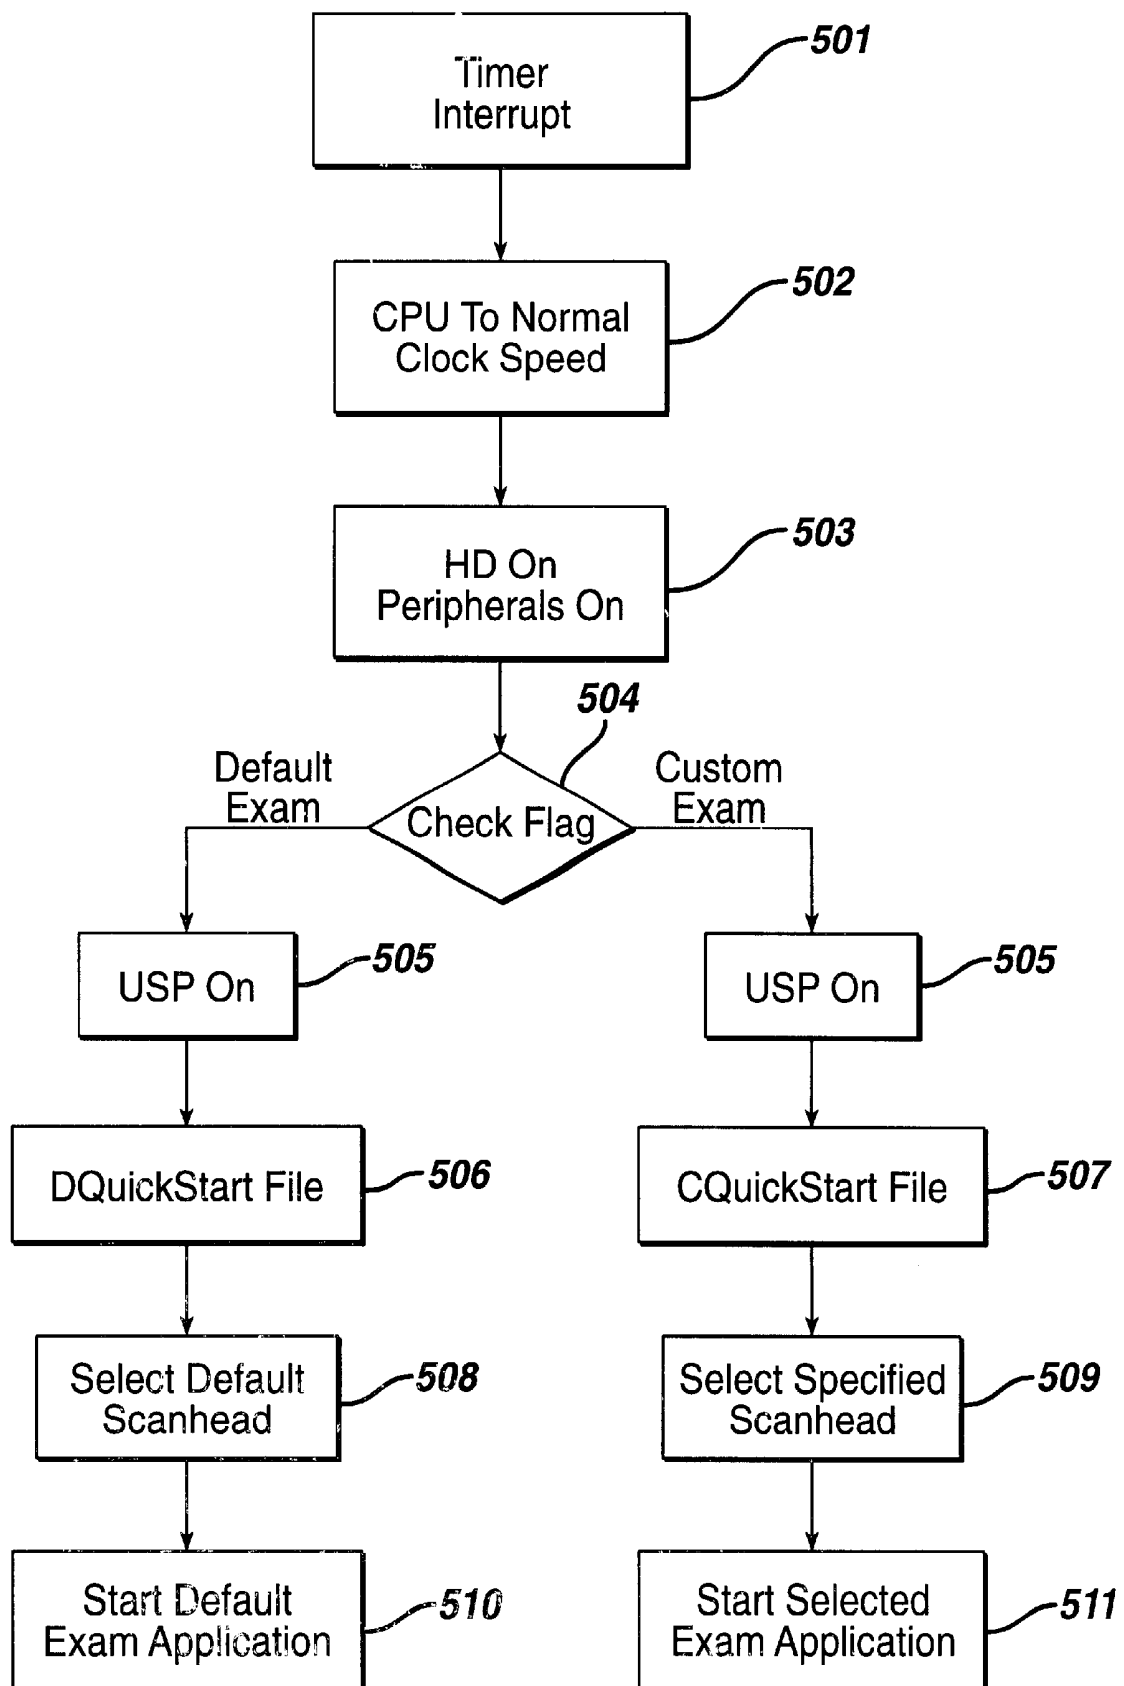 501
Timer
Interrupt
502
CPU To Normal
Clock Speed
503
HD On
Peripherals On
504
Default
Exam
Check Flag
Custom
Exam
505
USP On
505
USP On
506
DQuickStart File
507
CQuickStart File
508
Select Default
Scanhead
509
Select Specified
Scanhead
510
Start Default
Exam Application
511
Start Selected
Exam Application